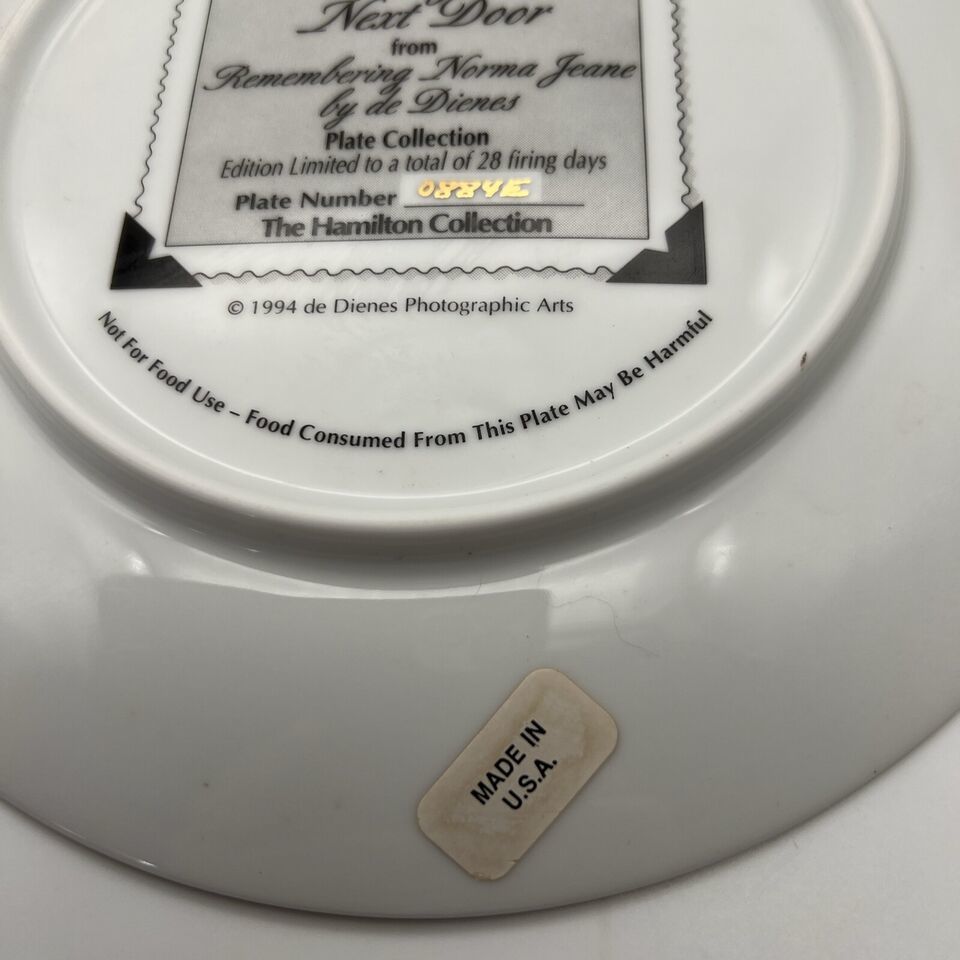 Next Door
from
Remembering Norma Jeane
by de Dienes
Plate Collection
Edition Limited to a total of 28 firing days
Plate Number 0884E
The Hamilton Collection
© 1994 de Dienes Photographic Arts
Not For Food Use – Food Consumed From This Plate May Be Harmful
MADE IN
U.S.A.